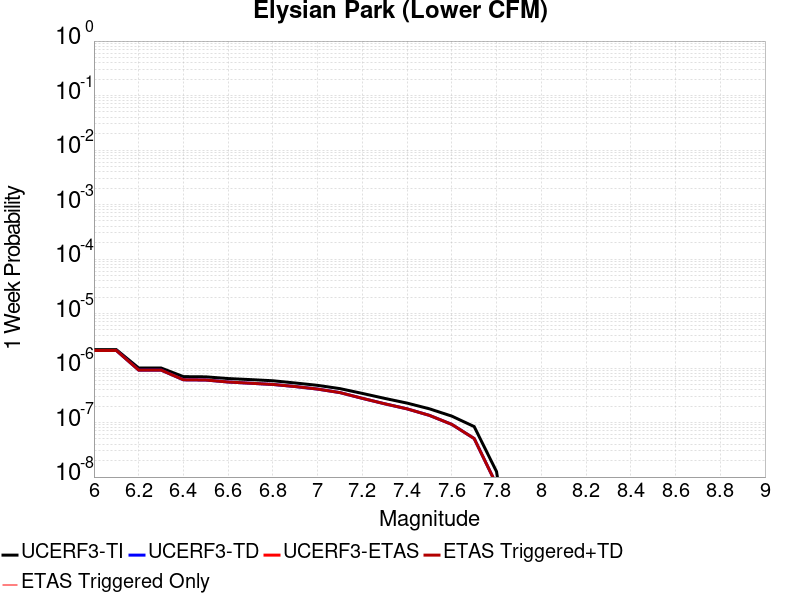 Elysian Park (Lower CFM)
10^0
10^-1
10^-2
10^-3
10^-4
10^-5
10^-6
10^-7
10^-8
1 Week Probability
6 6.2 6.4 6.6 6.8 7 7.2 7.4 7.6 7.8 8 8.2 8.4 8.6 8.8 9
Magnitude
UCERF3-TI UCERF3-TD UCERF3-ETAS ETAS Triggered+TD
ETAS Triggered Only